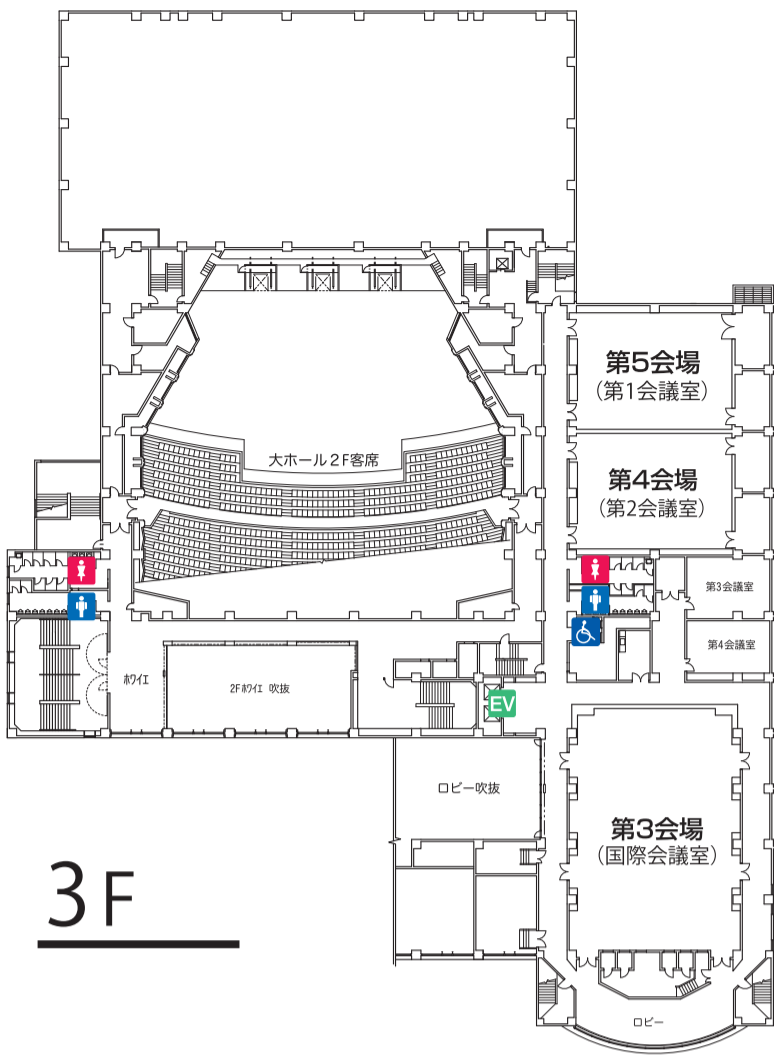 第5会場
(第1会議室)
大ホール2F客席
第4会場
(第2会議室)
第3会議室
第4会議室
ホワイエ
2Fホワイエ 吹抜
EV
ロビー吹抜
第3会場
(国際会議室)
3F
ロビー